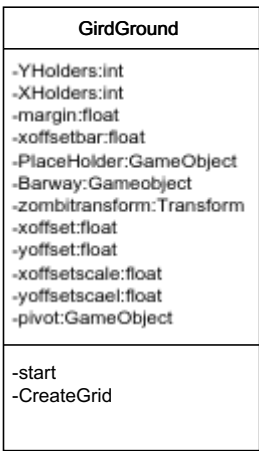 GirdGround
-YHolders:int
-XHolders:int
-margin:float
-xoffsetbar:float
-PlaceHolder:GameObject
-Barway:Gameobject
-zombitransform:Transform
-xoffset:float
-yoffset:float
-xoffsetscale:float
-yoffsetscael:float
-pivot:GameObject
-start
-CreateGrid